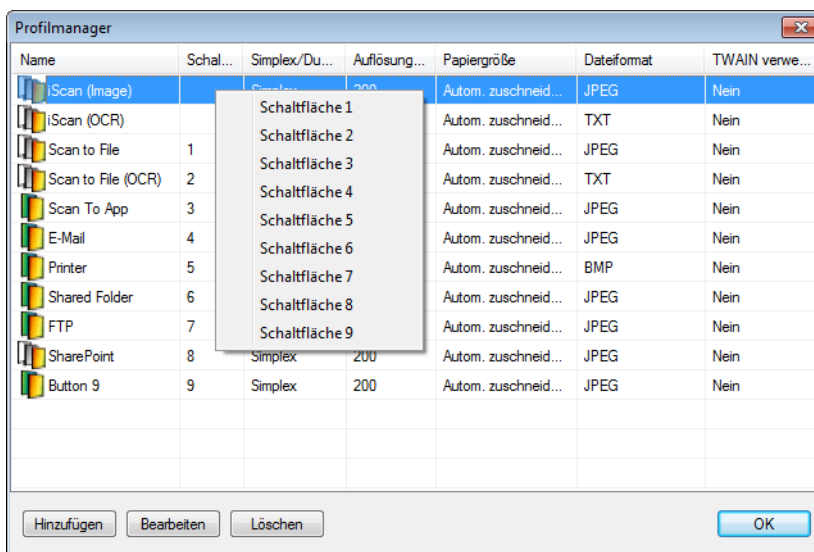 Profilmanager
Name Schal... Simplex/Du... Auflösung... Papiergröße Dateiformat TWAIN verwe...
iScan (Image) Autom. zuschneid... JPEG Nein
Schaltfläche 1
iScan (OCR) Autom. zuschneid... TXT Nein
Schaltfläche 2
Scan to File 1 Autom. zuschneid... JPEG Nein
Schaltfläche 3
Scan to File (OCR) 2 Autom. zuschneid... TXT Nein
Schaltfläche 4
Scan To App 3 Autom. zuschneid... JPEG Nein
Schaltfläche 5
E-Mail 4 Autom. zuschneid... JPEG Nein
Schaltfläche 6
Printer 5 Autom. zuschneid... BMP Nein
Schaltfläche 7
Shared Folder 6 Autom. zuschneid... JPEG Nein
Schaltfläche 8
FTP 7 Autom. zuschneid... JPEG Nein
Schaltfläche 9
SharePoint 8 Simplex 200 Autom. zuschneid... JPEG Nein
Button 9 9 Simplex 200 Autom. zuschneid... JPEG Nein
Hinzufügen Bearbeiten Löschen OK